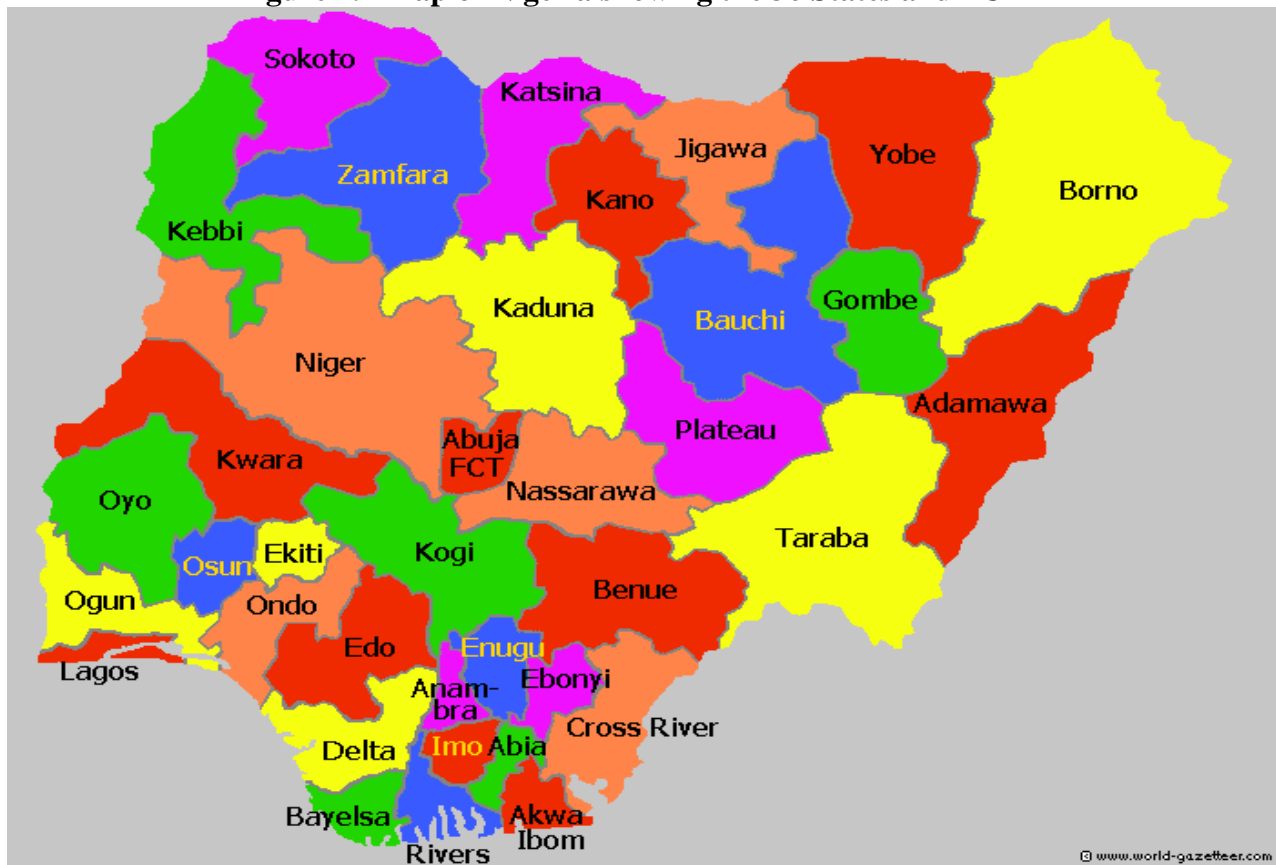 Sokoto
Katsina
Jigawa
Yobe
Zamfara
Kano
Borno
Kebbi
Gombe
Kaduna
Bauchi
Niger
Adamawa
Plateau
Abuja
FCT
Kwara
Nassarawa
Oyo
Taraba
Kogi
Ekiti
Osun
Benue
Ogun
Ondo
Edo
Enugu
Lagos
Ebonyi
Anam-
bra
Cross River
Delta
Imo
Abia
Bayelsa
Akwa
Ibom
Rivers
© www.world-gazetteer.com